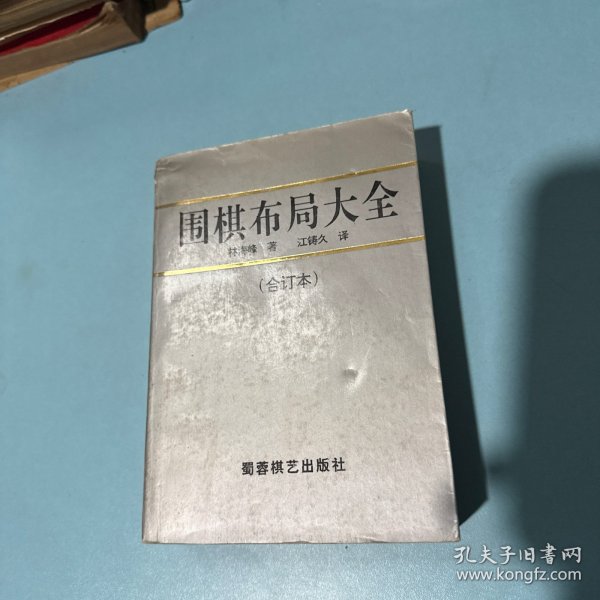 围棋布局大全
林海峰 著 江铸久 译
(合订本)
蜀蓉棋艺出版社
孔夫子旧书网
www.kongfz.com